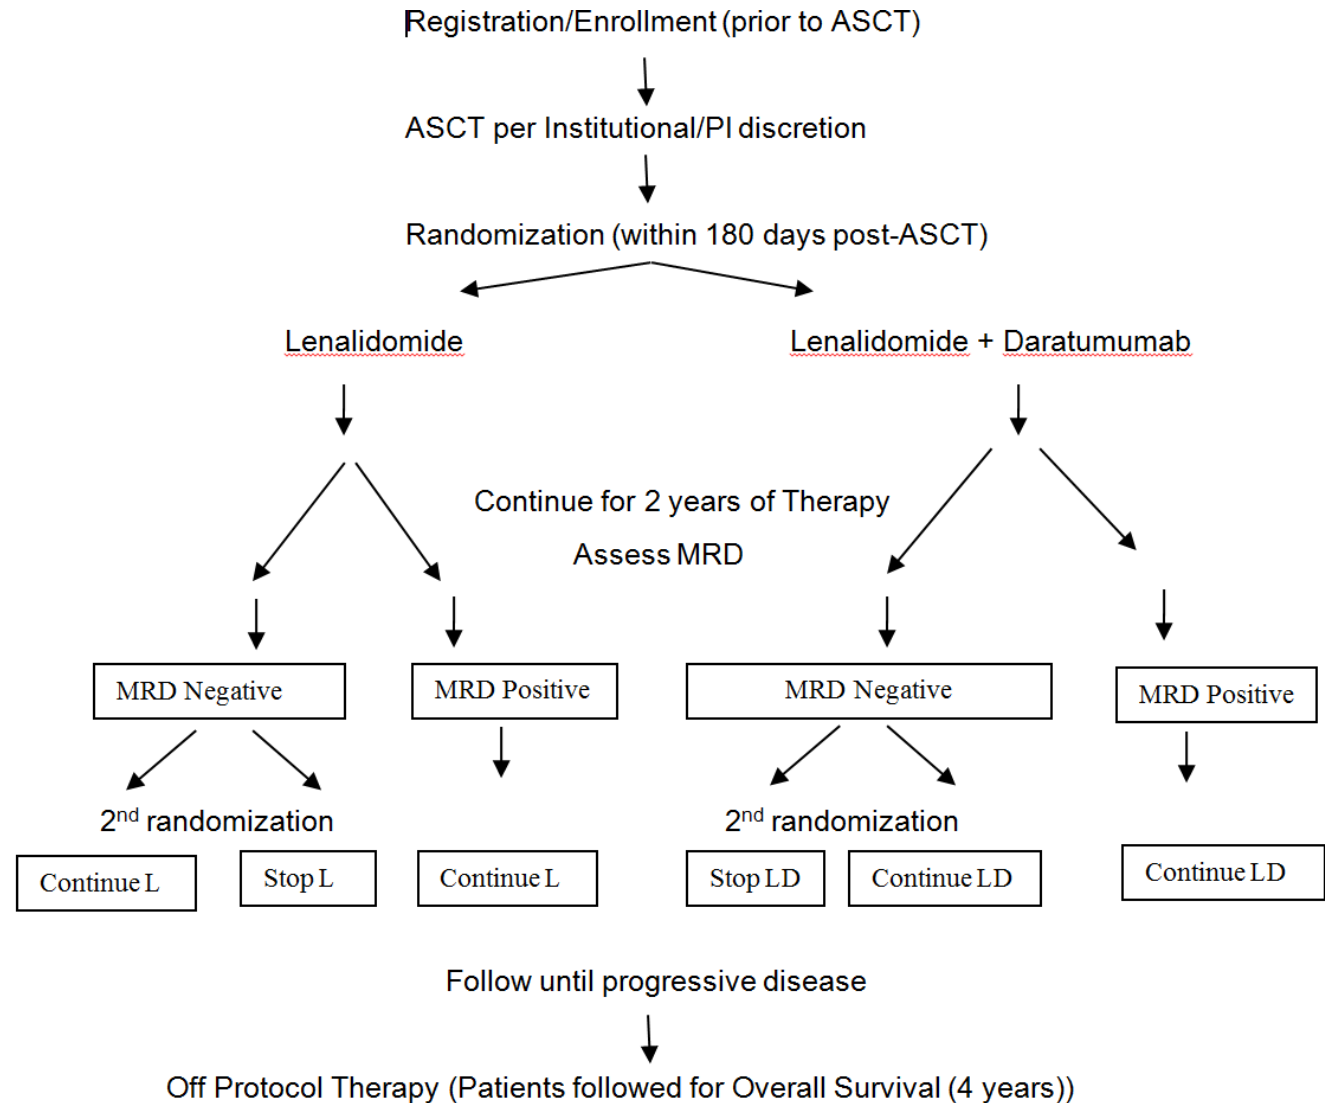 Registration/Enrollment (prior to ASCT)
ASCT per Institutional/PI discretion
Randomization (within 180 days post-ASCT)
Lenalidomide
Lenalidomide + Daratumumab
Continue for 2 years of Therapy
Assess MRD
MRD Negative
MRD Positive
MRD Negative
MRD Positive
2nd randomization
2nd randomization
Continue L
Stop L
Continue L
Stop LD
Continue LD
Continue LD
Follow until progressive disease
Off Protocol Therapy (Patients followed for Overall Survival (4 years))